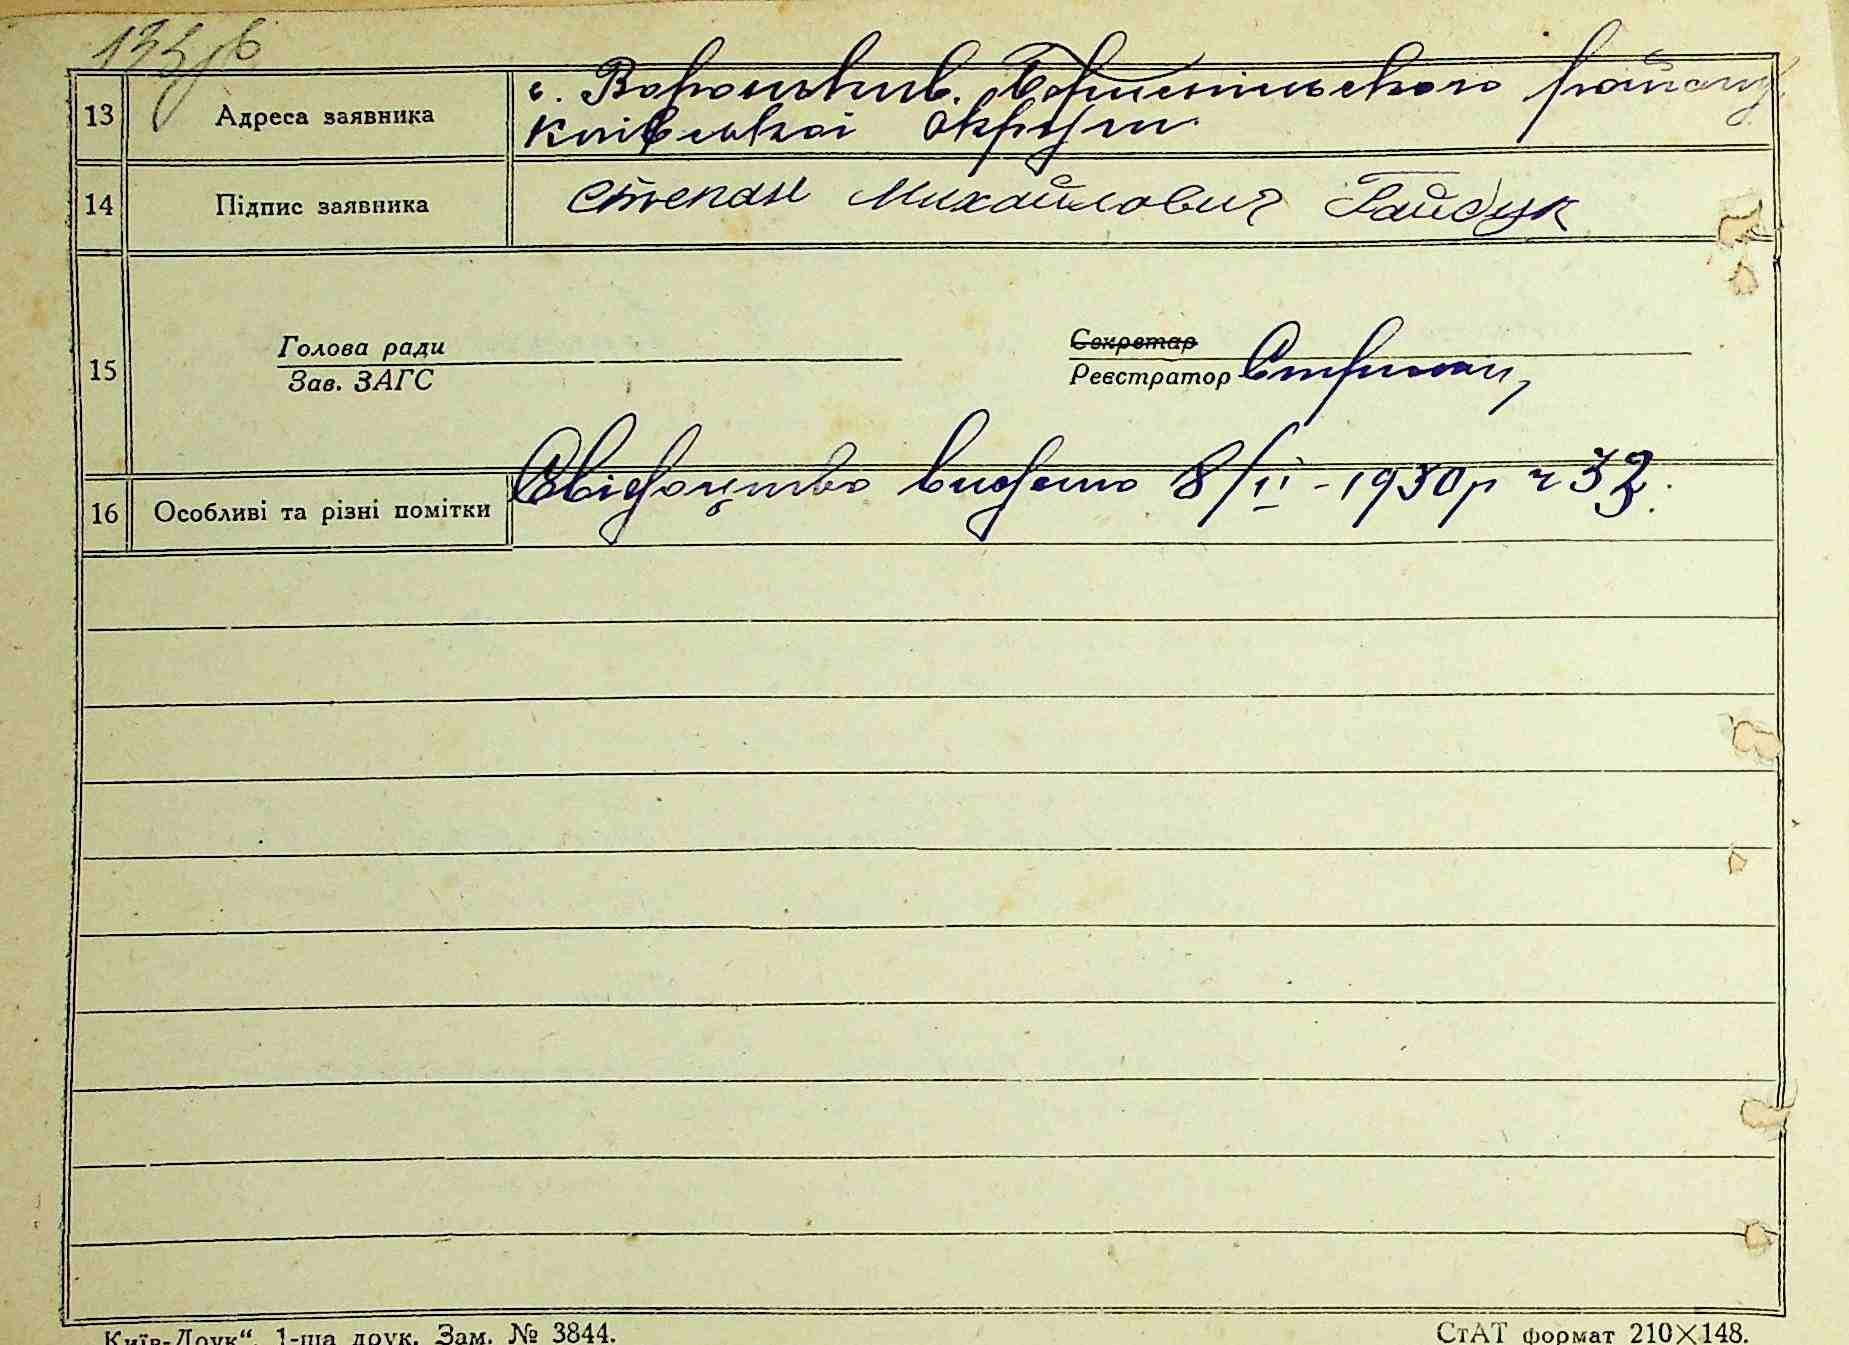 13 Адреса заявника с. Вороньків. Бориспільського району
Київської округи.
14 Підпис заявника Степан Михайлович Гайдук
Голова ради Секретар
15 Зав. ЗАГС Реєстратор
Свідоцтво видано 8/II - 1930 р ч 32.
16 Особливі та різні помітки
Київ-Друк“. 1-ша друк. Зам. № 3844. СтАТ формат 210×148.